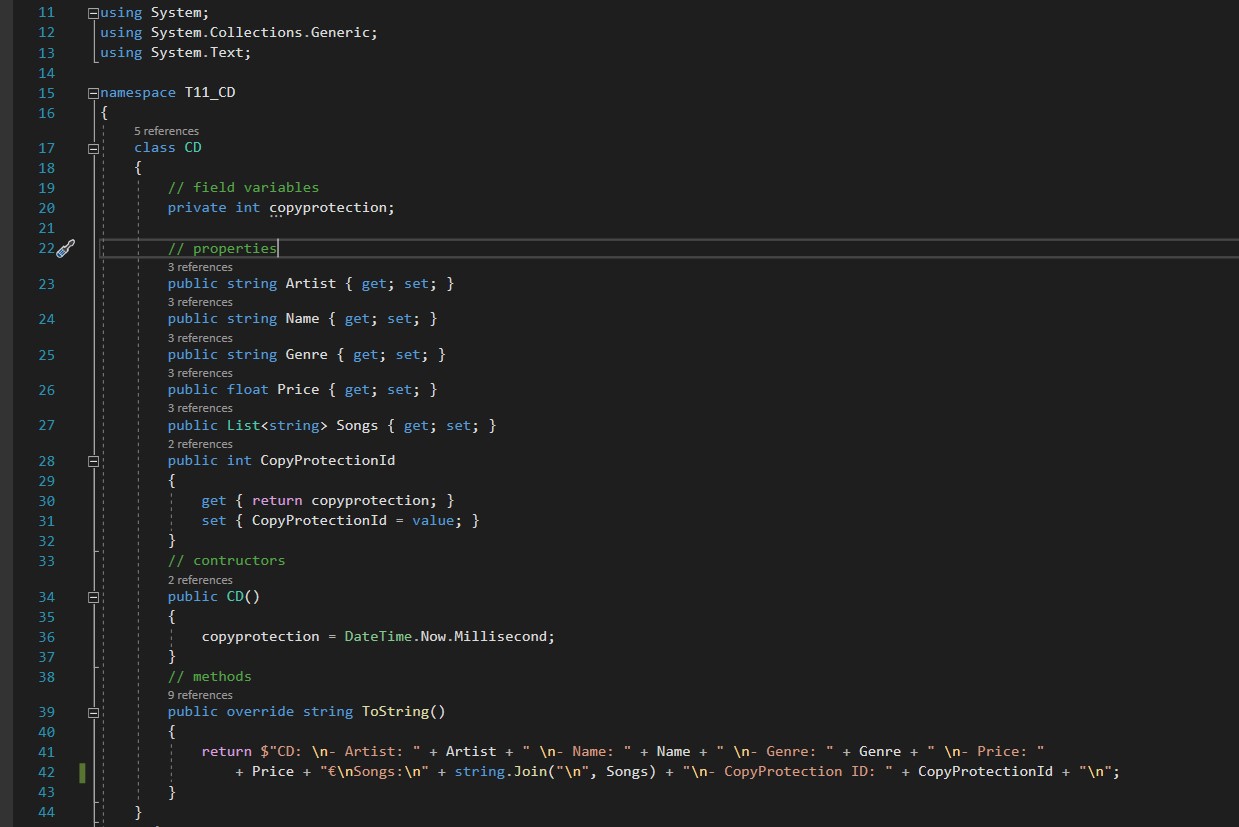 11 using System;
12 using System.Collections.Generic;
13 using System.Text;
14
15 namespace T11_CD
16 {
5 references
17 class CD
18 {
19 // field variables
20 private int copyprotection;
21
22 // properties
3 references
23 public string Artist { get; set; }
3 references
24 public string Name { get; set; }
3 references
25 public string Genre { get; set; }
3 references
26 public float Price { get; set; }
3 references
27 public List<string> Songs { get; set; }
2 references
28 public int CopyProtectionId
29 {
30 get { return copyprotection; }
31 set { CopyProtectionId = value; }
32 }
33 // contructors
2 references
34 public CD()
35 {
36 copyprotection = DateTime.Now.Millisecond;
37 }
38 // methods
9 references
39 public override string ToString()
40 {
41 return $"CD: \n- Artist: " + Artist + " \n- Name: " + Name + " \n- Genre: " + Genre + " \n- Price: "
42 + Price + "€\nSongs:\n" + string.Join("\n", Songs) + "\n- CopyProtection ID: " + CopyProtectionId + "\n";
43 }
44 }